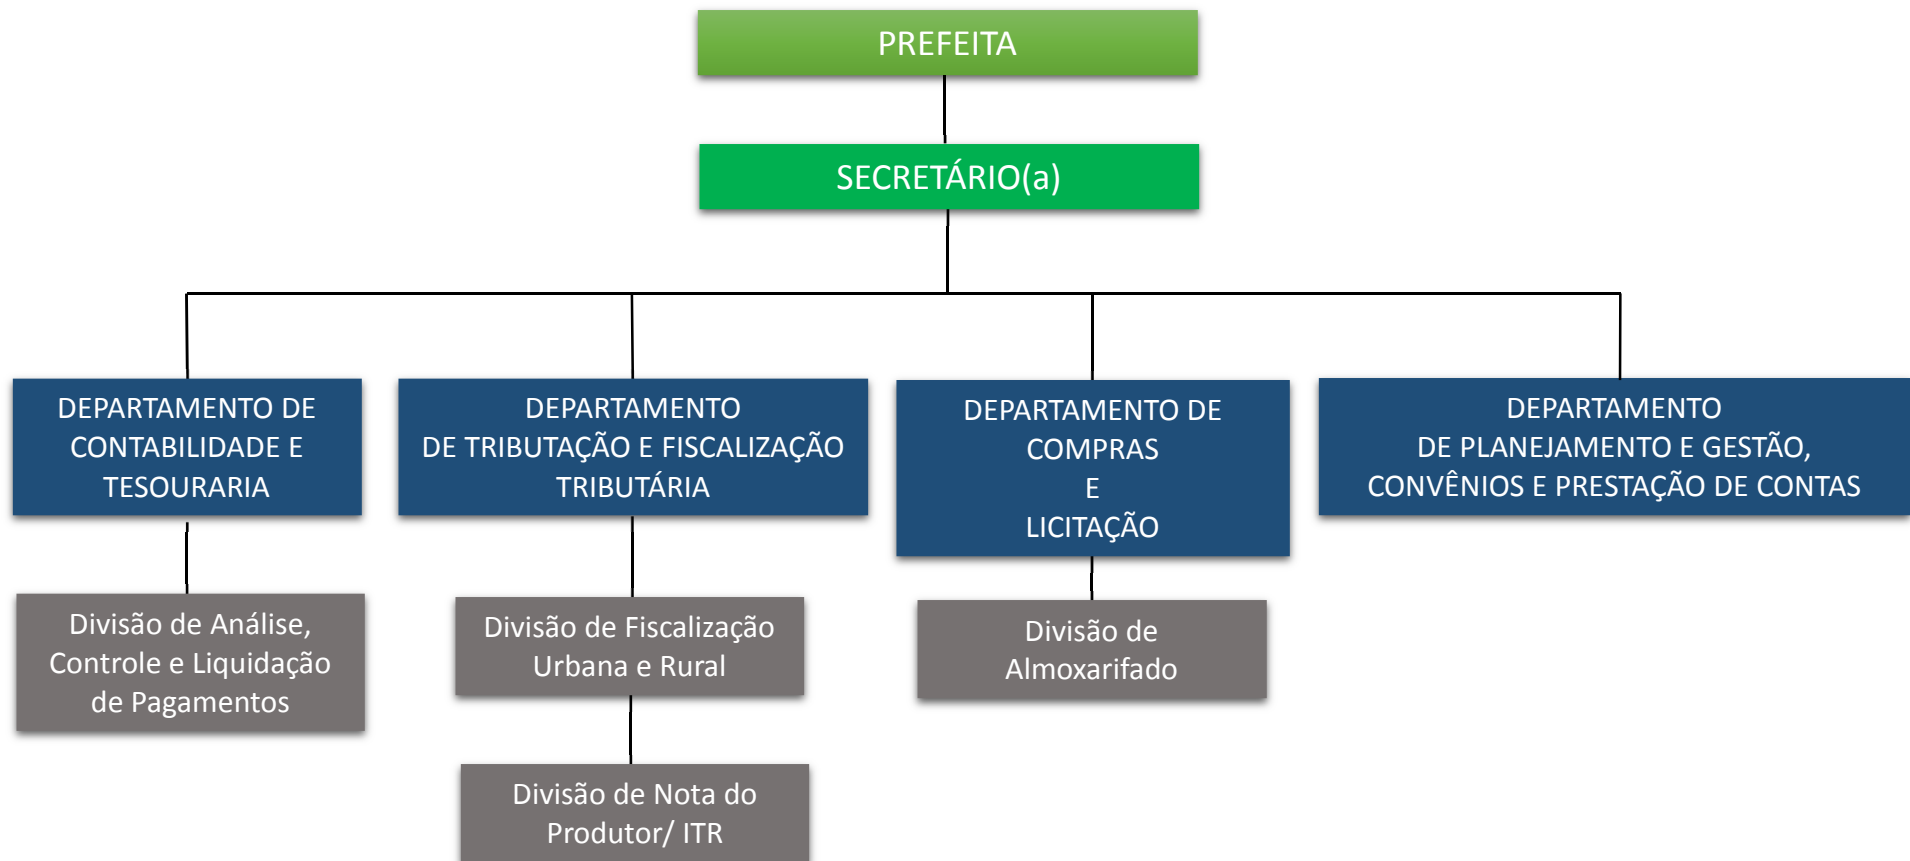 PREFEITA
SECRETÁRIO(a)
DEPARTAMENTO DE
CONTABILIDADE E
TESOURARIA
DEPARTAMENTO
DE TRIBUTAÇÃO E FISCALIZAÇÃO
TRIBUTÁRIA
DEPARTAMENTO DE
COMPRAS
E
LICITAÇÃO
DEPARTAMENTO
DE PLANEJAMENTO E GESTÃO,
CONVÊNIOS E PRESTAÇÃO DE CONTAS
Divisão de Análise,
Controle e Liquidação
de Pagamentos
Divisão de Fiscalização
Urbana e Rural
Divisão de
Almoxarifado
Divisão de Nota do
Produtor/ ITR